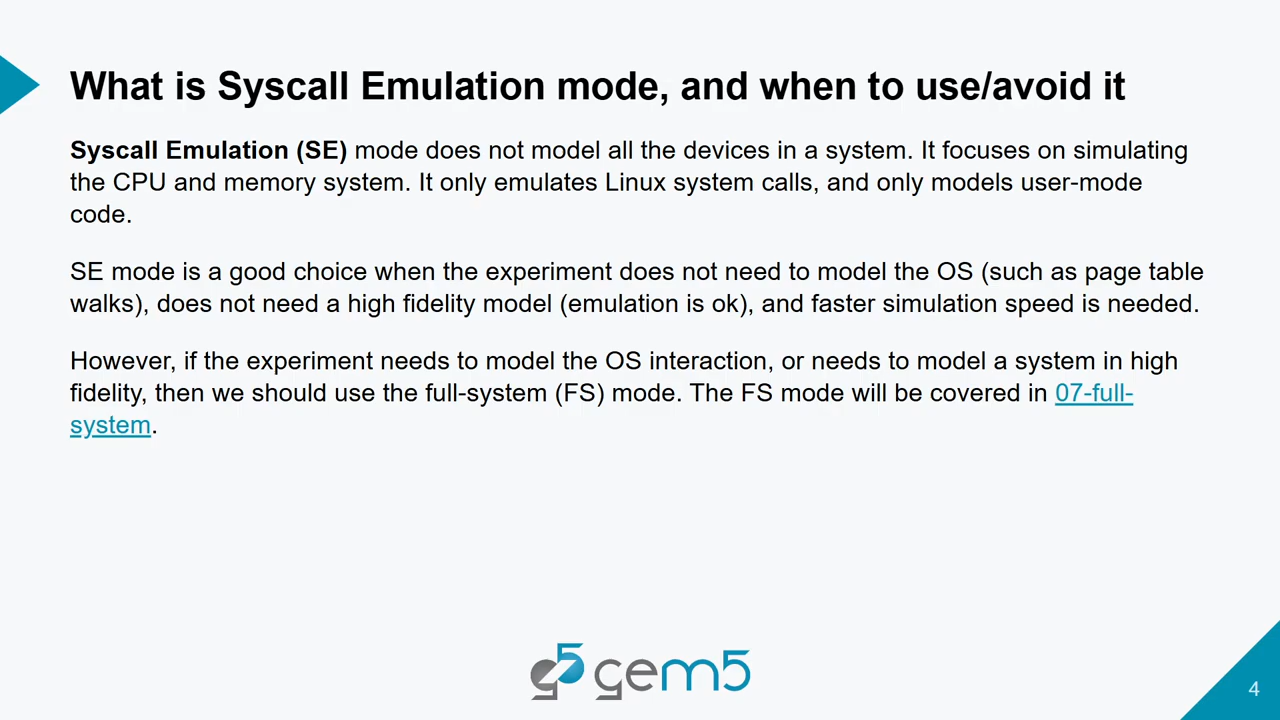 What is Syscall Emulation mode, and when to use/avoid it
Syscall Emulation (SE) mode does not model all the devices in a system. It focuses on simulating
the CPU and memory system. It only emulates Linux system calls, and only models user-mode
code.
SE mode is a good choice when the experiment does not need to model the OS (such as page table
walks), does not need a high fidelity model (emulation is ok), and faster simulation speed is needed.
However, if the experiment needs to model the OS interaction, or needs to model a system in high
fidelity, then we should use the full-system (FS) mode. The FS mode will be covered in 07-full-
system.
g5 gem5
4